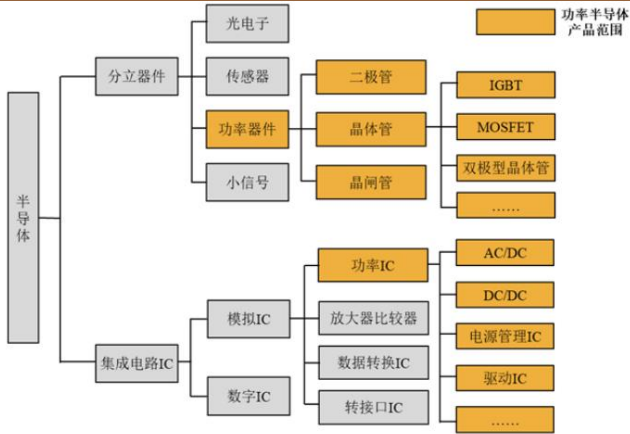 功率半导体
产品范围
光电子
分立器件
传感器
二极管
IGBT
功率器件
晶体管
MOSFET
小信号
晶闸管
双极型晶体管
……
半导体
功率IC
AC/DC
模拟IC
放大器比较器
DC/DC
集成电路IC
数据转换IC
电源管理IC
数字IC
转接口IC
驱动IC
……